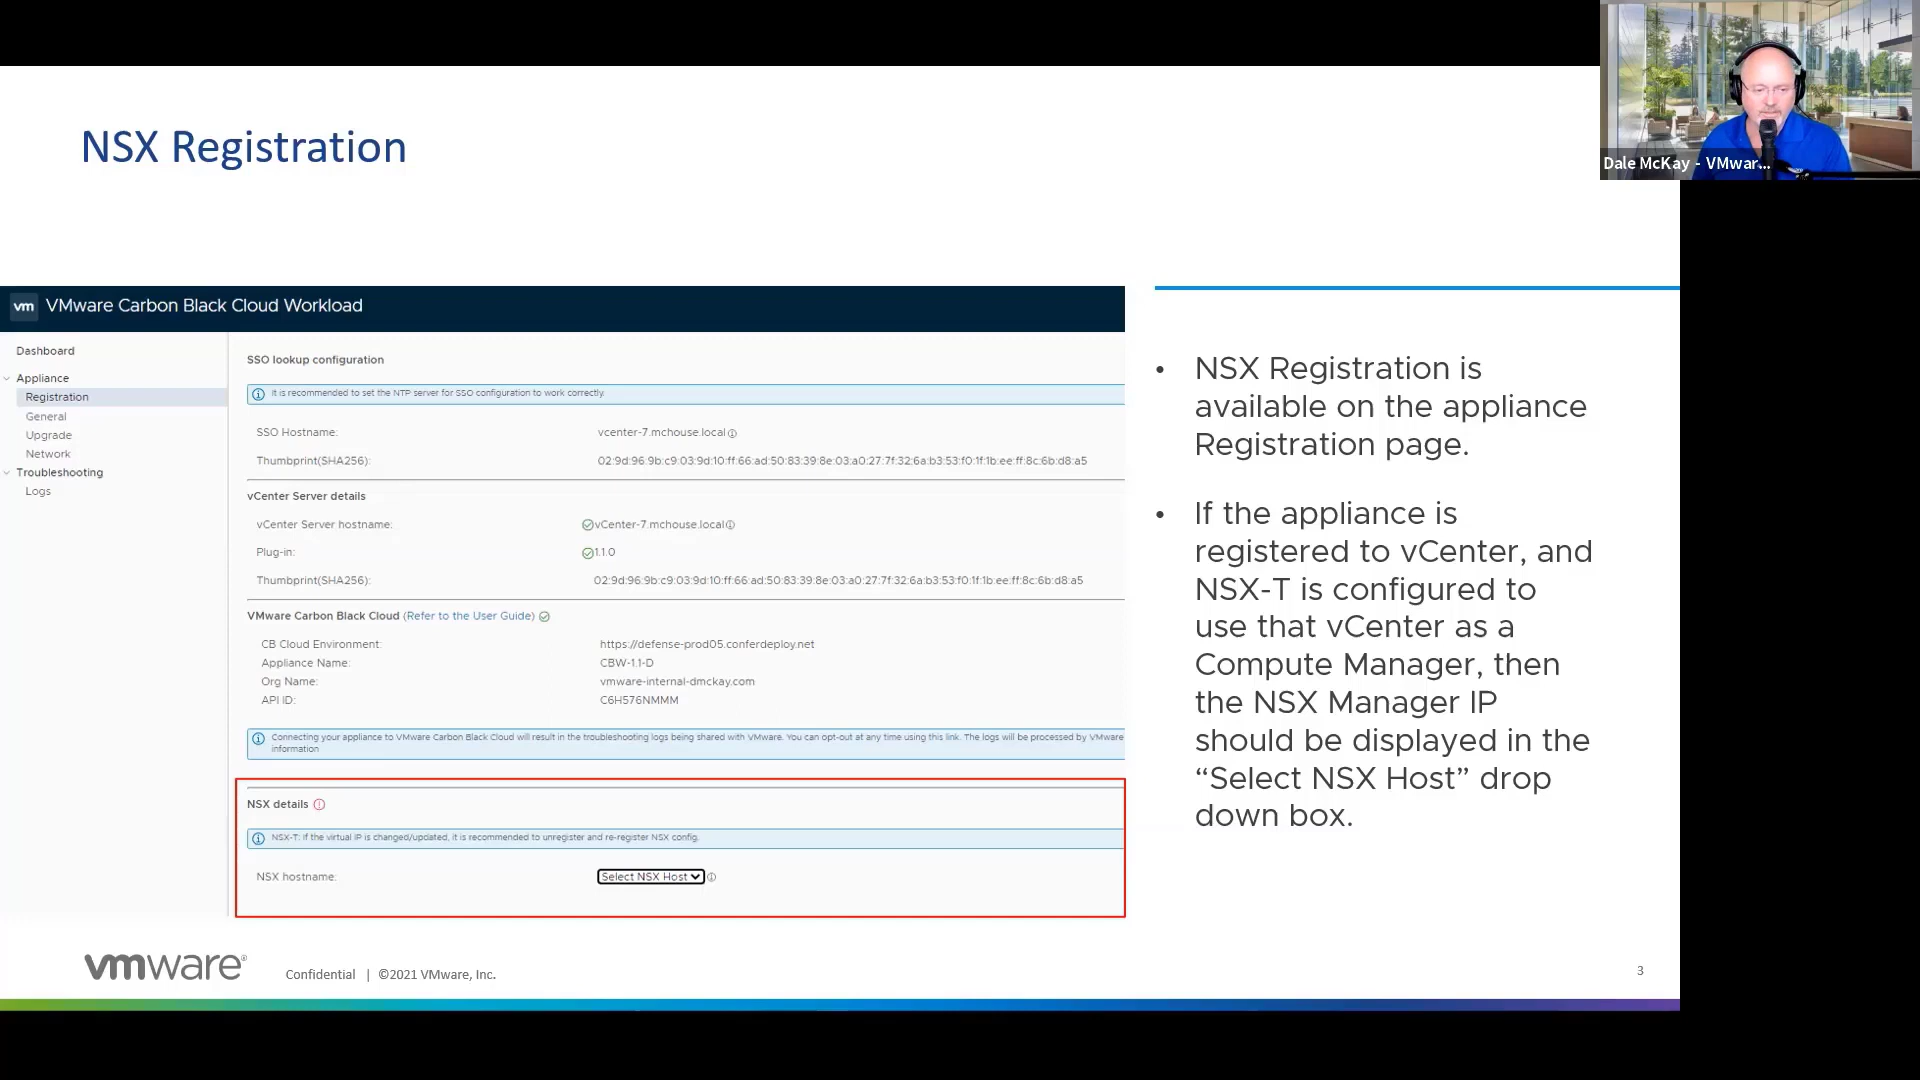 Dale McKay - VMwar...
NSX Registration
vm VMware Carbon Black Cloud Workload
Dashboard
Appliance
Registration
General
Upgrade
Network
Troubleshooting
Logs
SSO lookup configuration
It is recommended to set the NTP server for SSO configuration to work correctly.
SSO Hostname: vcenter-7.mchouse.local
Thumbprint(SHA256): 02:9d:96:9b:c9:03:9d:10:ff:66:ad:50:83:39:8e:03:a0:27:7f:32:6a:b3:53:f0:1f:1b:ee:ff:8c:6b:d8:a5
vCenter Server details
vCenter Server hostname: vCenter-7.mchouse.local
Plug-in: 1.1.0
Thumbprint(SHA256): 02:9d:96:9b:c9:03:9d:10:ff:66:ad:50:83:39:8e:03:a0:27:7f:32:6a:b3:53:f0:1f:1b:ee:ff:8c:6b:d8:a5
VMware Carbon Black Cloud (Refer to the User Guide)
CB Cloud Environment: https://defense-prod05.conferdeploy.net
Appliance Name: CBW-1.1-D
Org Name: vmware-internal-dmckay.com
API ID: C6H576NMMM
Connecting your appliance to VMware Carbon Black Cloud will result in the troubleshooting logs being shared with VMware. You can opt-out at any time using this link. The logs will be processed by VMware
information
NSX details
NSX-T: If the virtual IP is changed/updated, it is recommended to unregister and re-register NSX config.
NSX hostname: Select NSX Host
• NSX Registration is
available on the appliance
Registration page.
• If the appliance is
registered to vCenter, and
NSX-T is configured to
use that vCenter as a
Compute Manager, then
the NSX Manager IP
should be displayed in the
“Select NSX Host” drop
down box.
vmware®
Confidential | ©2021 VMware, Inc.
3